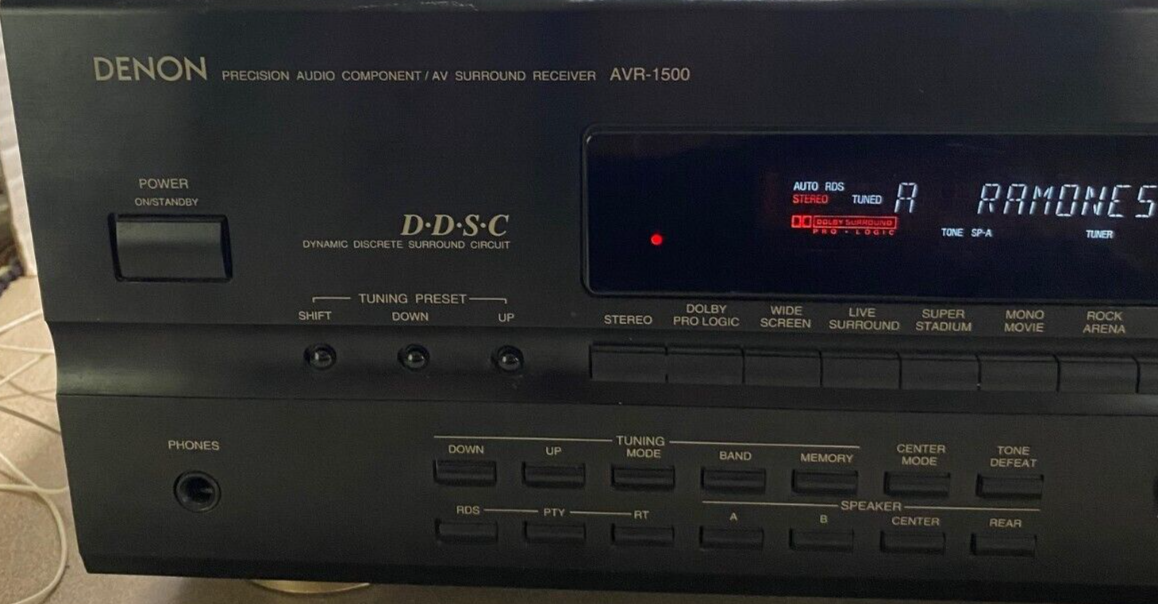 DENON PRECISION AUDIO COMPONENT / AV SURROUND RECEIVER AVR-1500
POWER
ON/STANDBY
D·D·S·C
DYNAMIC DISCRETE SURROUND CIRCUIT
TUNING PRESET
SHIFT DOWN UP
AUTO RDS
STEREO TUNED A RAMONES
DOLBY SURROUND
PRO · LOGIC
TONE SP-A TUNER
STEREO
DOLBY
PRO LOGIC
WIDE
SCREEN
LIVE
SURROUND
SUPER
STADIUM
MONO
MOVIE
ROCK
ARENA
PHONES
TUNING
DOWN UP MODE BAND MEMORY
CENTER
MODE
TONE
DEFEAT
RDS PTY RT
SPEAKER
A B CENTER REAR